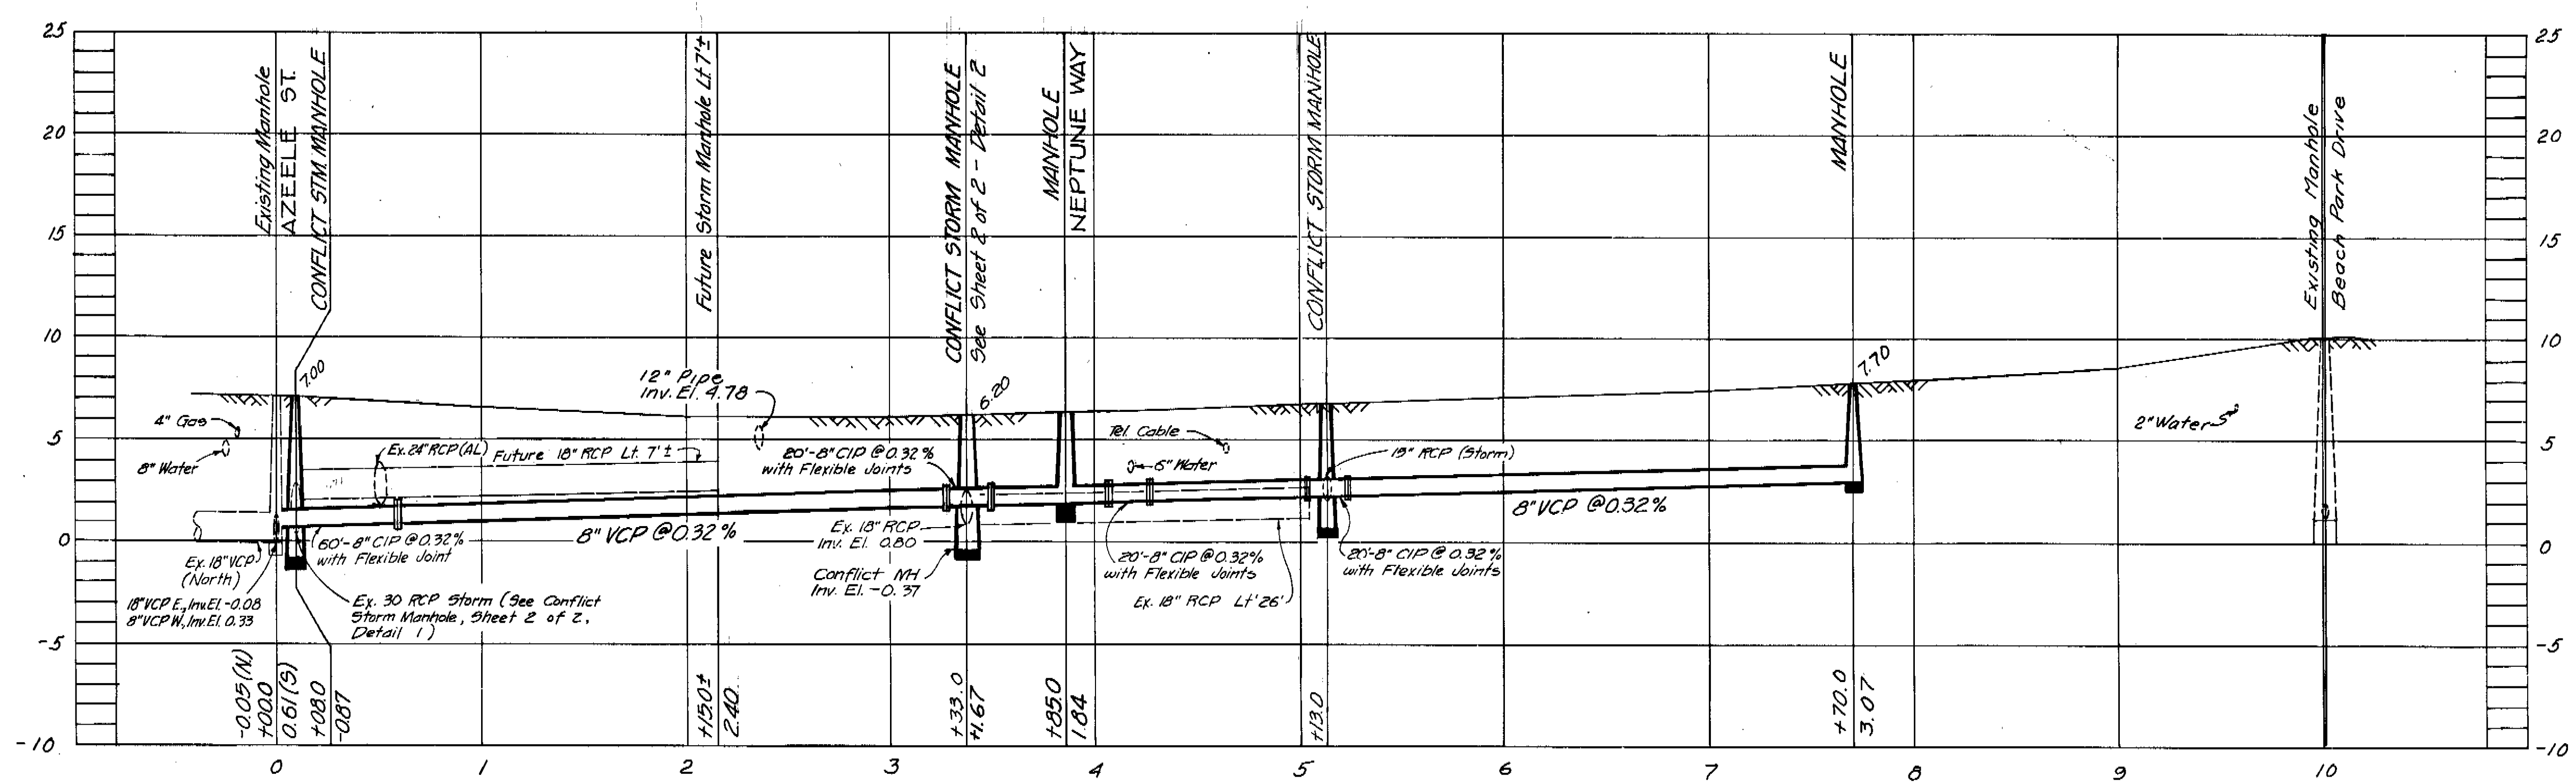 25
20
15
10
5
0
-5
-10
25
20
15
10
5
0
-5
-10
Existing Manhole
AZEELE ST.
CONFLICT STM. MANHOLE
Future Storm Manhole Lt. 7'±
CONFLICT STORM MANHOLE
See Sheet 2 of 2 - Detail 2
MANHOLE
NEPTUNE WAY
CONFLICT STORM MANHOLE
MANHOLE
Existing Manhole
Beach Park Drive
7.00
12" Pipe
Inv. El. 4.78
6.20
7.70
4" Gas
8" Water
Ex. 24" RCP (AL)
Future 18" RCP Lt. 7'±
20'-8" CIP @ 0.32%
with Flexible Joints
Tel. Cable
6" Water
15" RCP (Storm)
2" Water
Ex. 18" VCP
(North)
18" VCP E., Inv. El. -0.08
8" VCP W., Inv. El. 0.33
60'-8" CIP @ 0.32%
with Flexible Joint
8" VCP @ 0.32%
Ex. 30 RCP Storm (See Conflict
Storm Manhole, Sheet 2 of 2,
Detail 1)
Ex. 18" RCP
Inv. El. 0.80
Conflict MH
Inv. El. -0.37
20'-8" CIP @ 0.32%
with Flexible Joints
Ex. 18" RCP Lt' 26'
20'-8" CIP @ 0.32%
with Flexible Joints
8" VCP @ 0.32%
-0.05 (N)
+00.0
0.61 (S)
+08.0
-0.87
+15.0±
2.40
+33.0
+1.67
+85.0
1.84
+13.0
+70.0
3.07
0
1
2
3
4
5
6
7
8
9
10